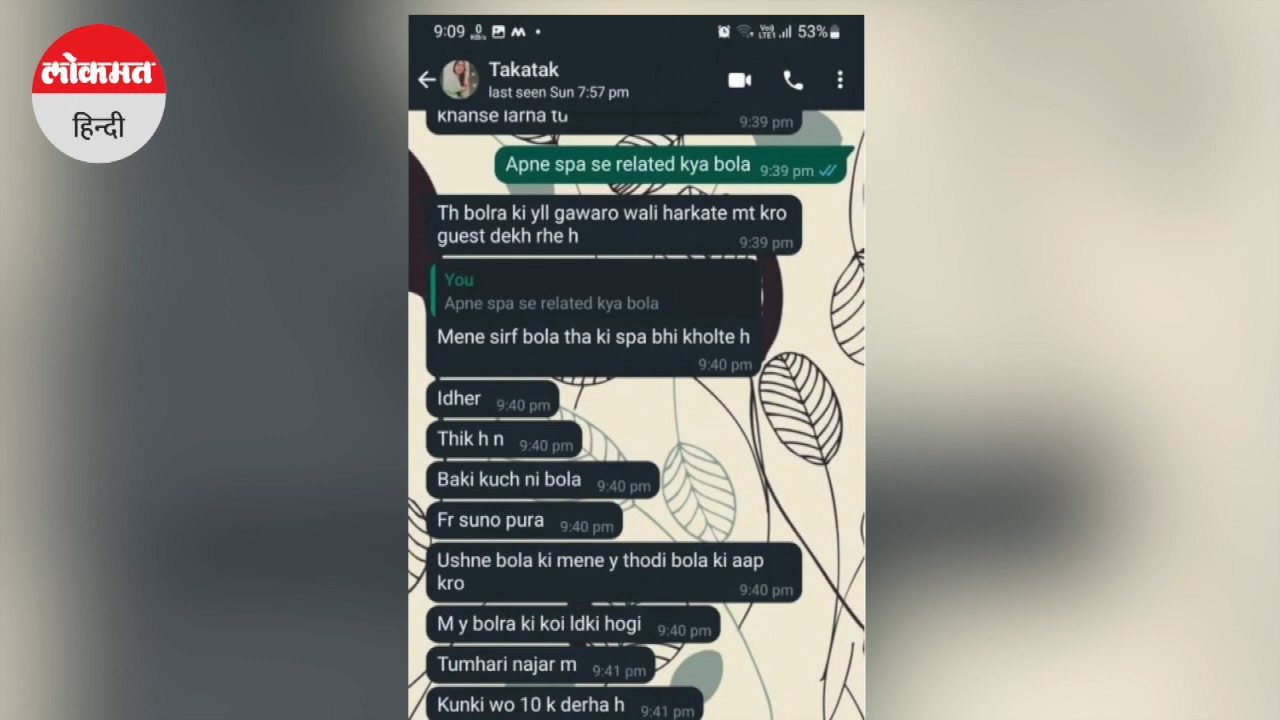 लोकमत
हिन्दी
9:09 0 KB/s Vo)) LTE1 53%
Takatak
last seen Sun 7:57 pm
khanse larna tu
9:39 pm
Apne spa se related kya bola 9:39 pm
Th bolra ki yll gawaro wali harkate mt kro
guest dekh rhe h 9:39 pm
You
Apne spa se related kya bola
Mene sirf bola tha ki spa bhi kholte h
9:40 pm
Idher 9:40 pm
Thik h n 9:40 pm
Baki kuch ni bola 9:40 pm
Fr suno pura 9:40 pm
Ushne bola ki mene y thodi bola ki aap
kro 9:40 pm
M y bolra ki koi ldki hogi 9:40 pm
Tumhari najar m 9:41 pm
Kunki wo 10 k derha h 9:41 pm